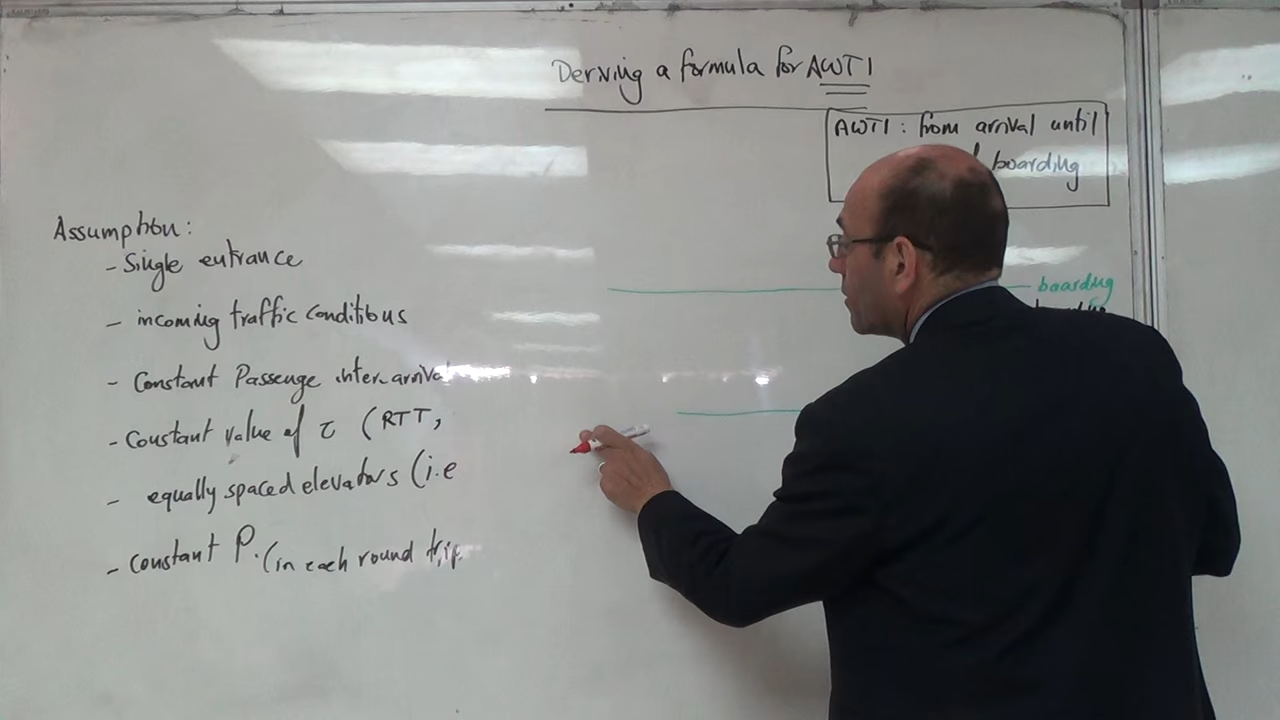 Deriving a formula for AWT1
AWT1 : from arrival until
boarding
Assumption:
- Single entrance
- incoming traffic conditions
- Constant Passenge inter-arrival
- Constant value of τ (RTT,
- equally spaced elevators (i.e
- constant P. (in each round trip
boarding